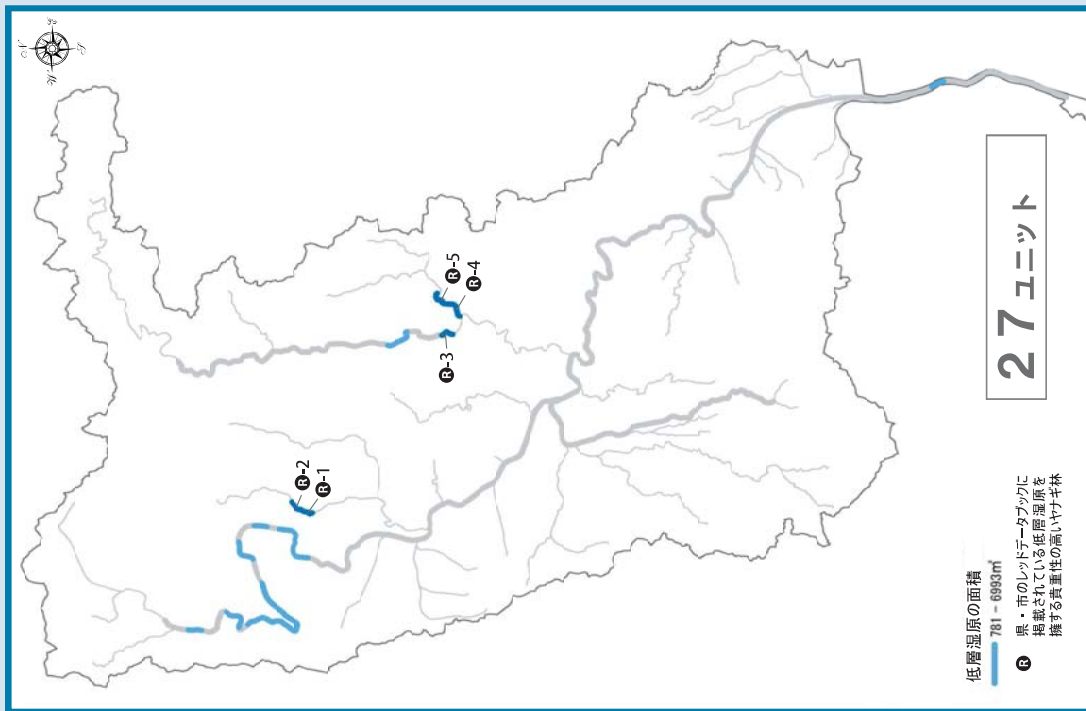 R-5
R-4
R-3
R-2
R-1
27ユニット
低層湿原の面積
781 - 6993㎡
R 県・市のレッドデータブックに
掲載されている低層湿原を
擁する貴重性の高いヤナギ林